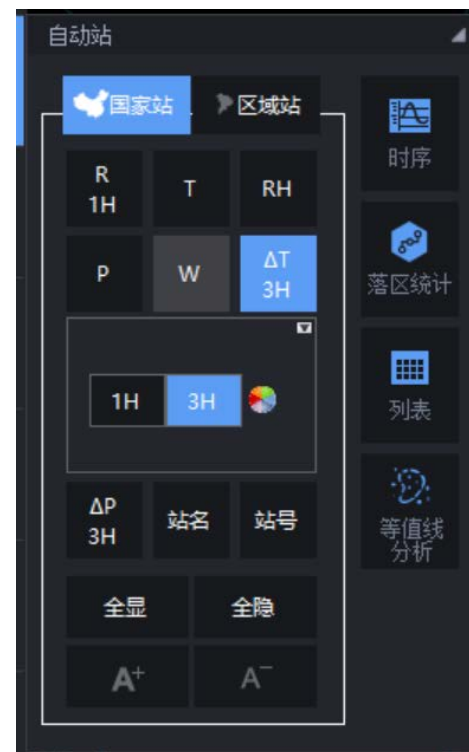 自动站
国家站
区域站
时序
R
1H
T
RH
P
W
ΔT
3H
落区统计
1H
3H
列表
ΔP
3H
站名
站号
等值线
分析
全显
全隐
A+
A−